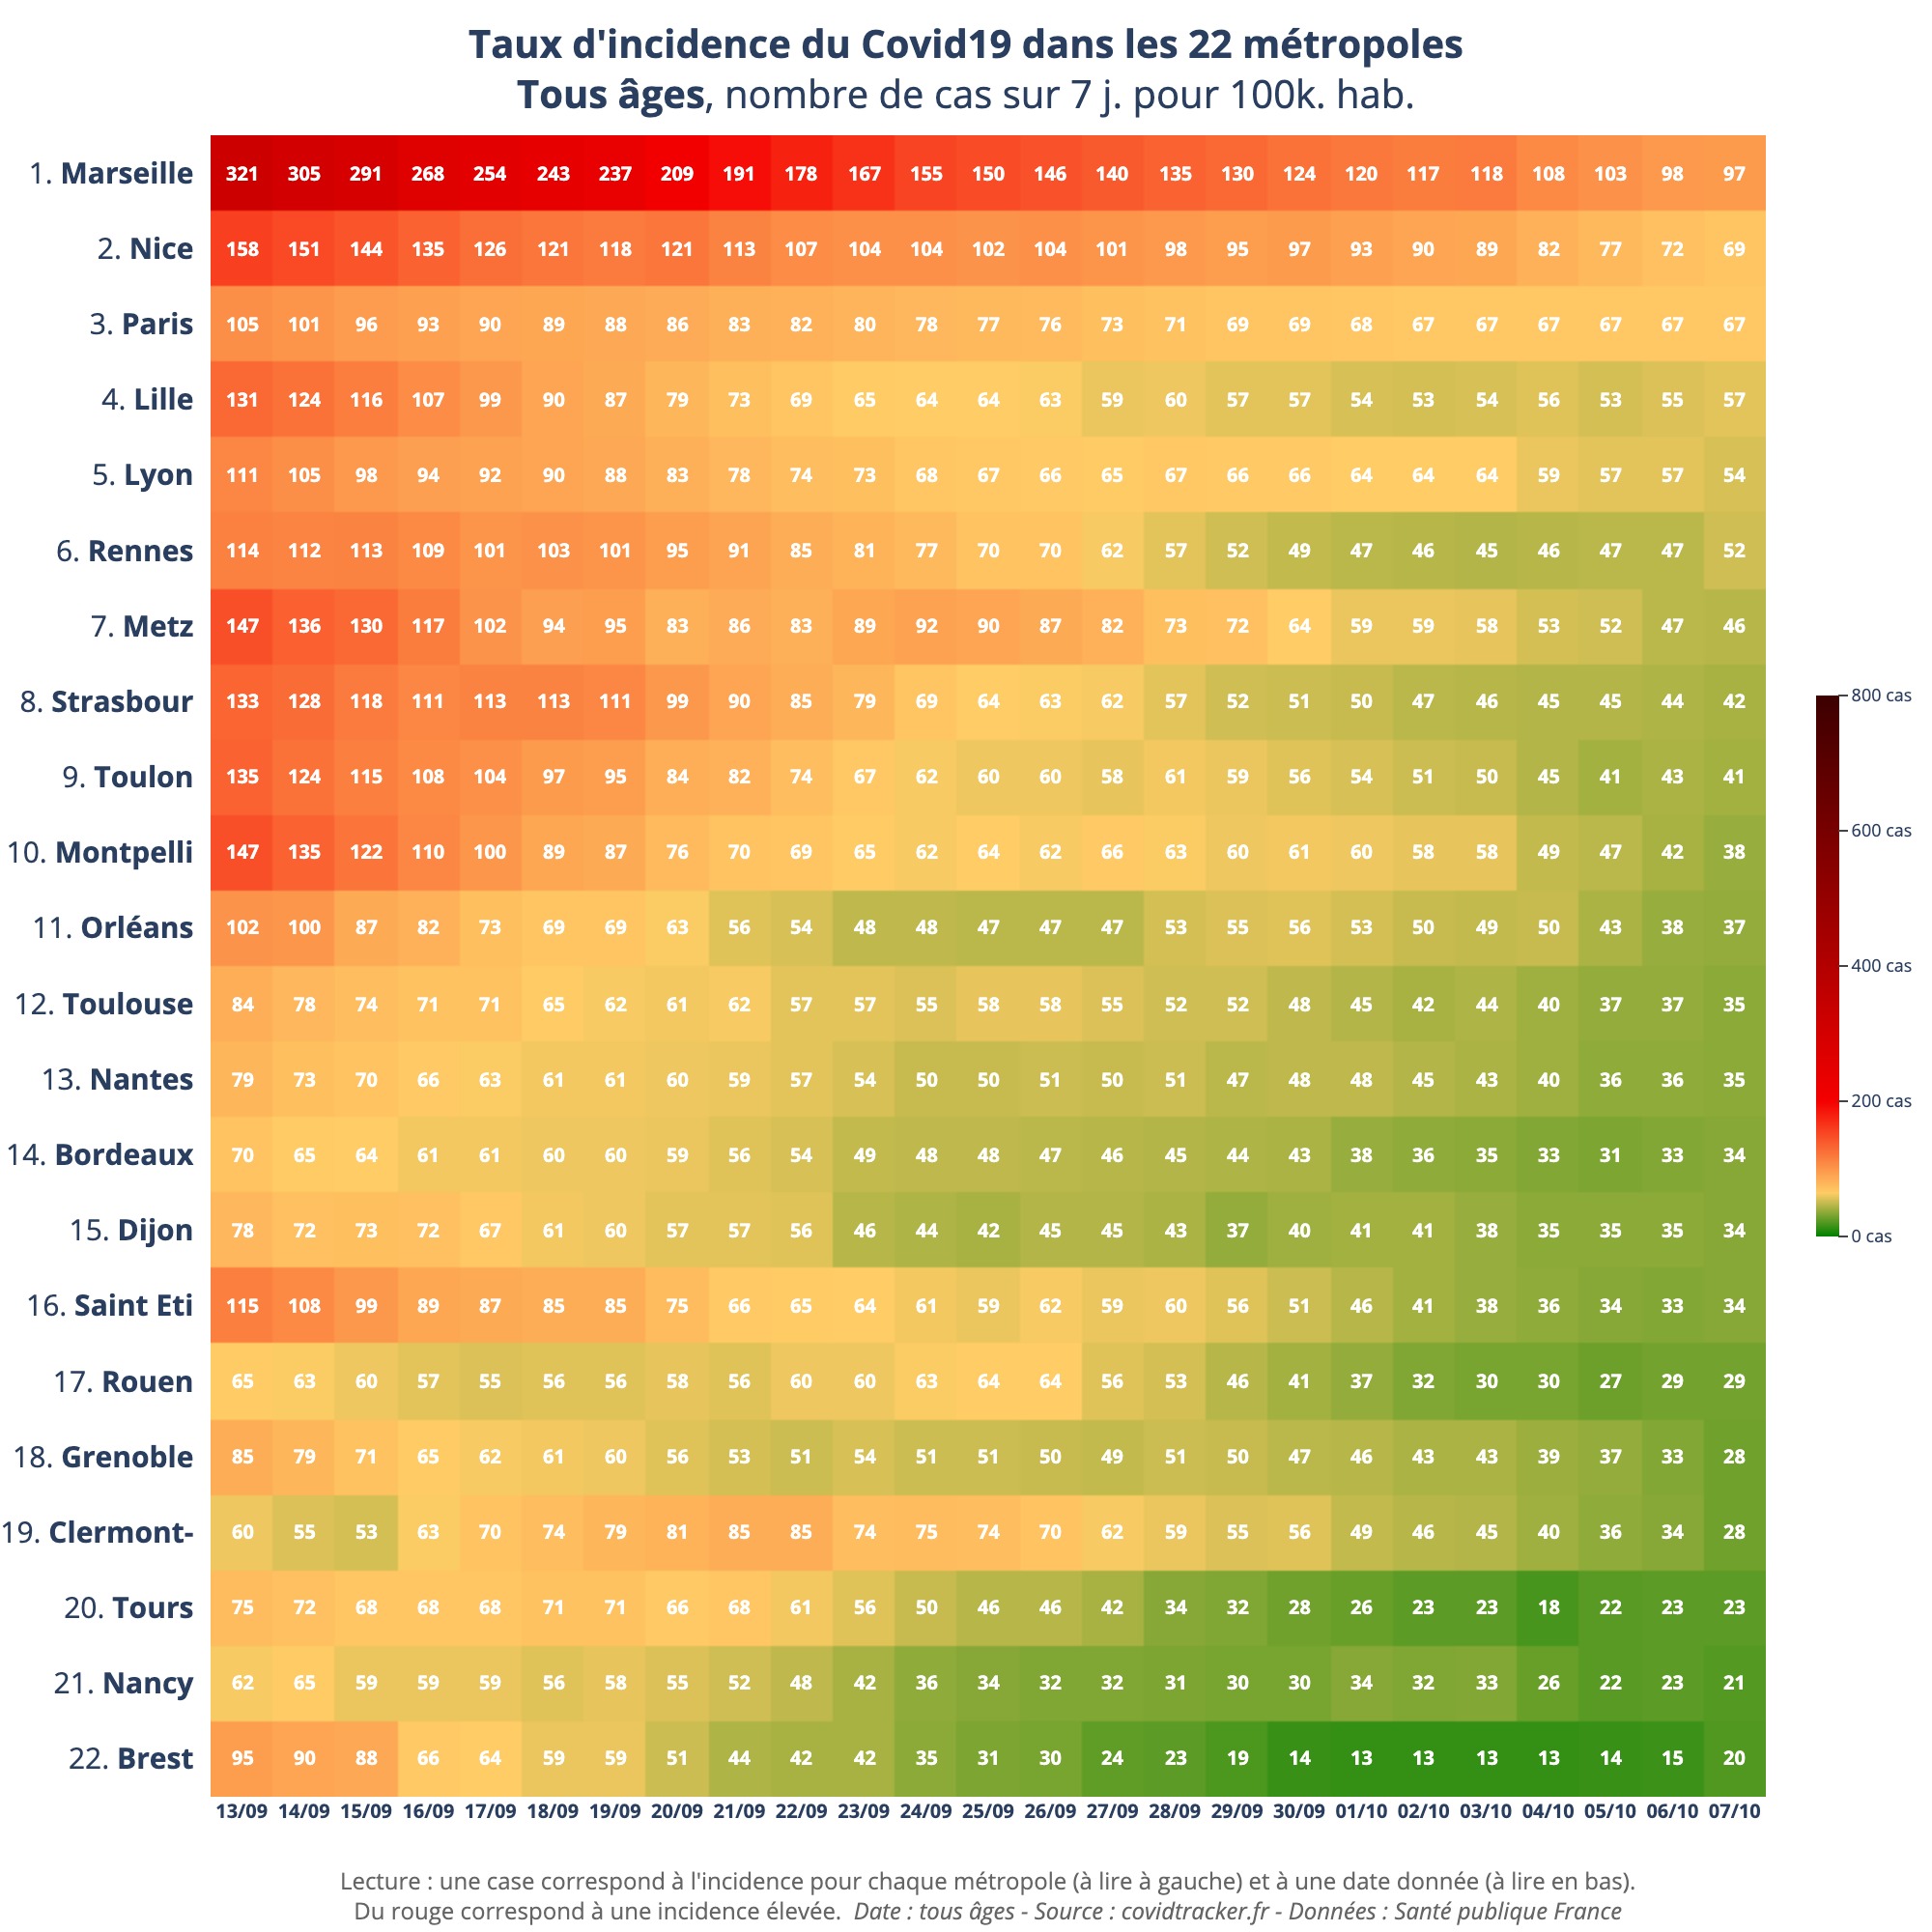 Taux d'incidence du Covid19 dans les 22 métropoles
Tous âges, nombre de cas sur 7 j. pour 100k. hab.
1. Marseille 321 305 291 268 254 243 237 209 191 178 167 155 150 146 140 135 130 124 120 117 118 108 103 98 97
2. Nice 158 151 144 135 126 121 118 121 113 107 104 104 102 104 101 98 95 97 93 90 89 82 77 72 69
3. Paris 105 101 96 93 90 89 88 86 83 82 80 78 77 76 73 71 69 69 68 67 67 67 67 67 67
4. Lille 131 124 116 107 99 90 87 79 73 69 65 64 64 63 59 60 57 57 54 53 54 56 53 55 57
5. Lyon 111 105 98 94 92 90 88 83 78 74 73 68 67 66 65 67 66 66 64 64 64 59 57 57 54
6. Rennes 114 112 113 109 101 103 101 95 91 85 81 77 70 70 62 57 52 49 47 46 45 46 47 47 52
7. Metz 147 136 130 117 102 94 95 83 86 83 89 92 90 87 82 73 72 64 59 59 58 53 52 47 46
8. Strasbour 133 128 118 111 113 113 111 99 90 85 79 69 64 63 62 57 52 51 50 47 46 45 45 44 42
9. Toulon 135 124 115 108 104 97 95 84 82 74 67 62 60 60 58 61 59 56 54 51 50 45 41 43 41
10. Montpelli 147 135 122 110 100 89 87 76 70 69 65 62 64 62 66 63 60 61 60 58 58 49 47 42 38
11. Orléans 102 100 87 82 73 69 69 63 56 54 48 48 47 47 47 53 55 56 53 50 49 50 43 38 37
12. Toulouse 84 78 74 71 71 65 62 61 62 57 57 55 58 58 55 52 52 48 45 42 44 40 37 37 35
13. Nantes 79 73 70 66 63 61 61 60 59 57 54 50 50 51 50 51 47 48 48 45 43 40 36 36 35
14. Bordeaux 70 65 64 61 61 60 60 59 56 54 49 48 48 47 46 45 44 43 38 36 35 33 31 33 34
15. Dijon 78 72 73 72 67 61 60 57 57 56 46 44 42 45 45 43 37 40 41 41 38 35 35 35 34
16. Saint Eti 115 108 99 89 87 85 85 75 66 65 64 61 59 62 59 60 56 51 46 41 38 36 34 33 34
17. Rouen 65 63 60 57 55 56 56 58 56 60 60 63 64 64 56 53 46 41 37 32 30 30 27 29 29
18. Grenoble 85 79 71 65 62 61 60 56 53 51 54 51 51 50 49 51 50 47 46 43 43 39 37 33 28
19. Clermont- 60 55 53 63 70 74 79 81 85 85 74 75 74 70 62 59 55 56 49 46 45 40 36 34 28
20. Tours 75 72 68 68 68 71 71 66 68 61 56 50 46 46 42 34 32 28 26 23 23 18 22 23 23
21. Nancy 62 65 59 59 59 56 58 55 52 48 42 36 34 32 32 31 30 30 34 32 33 26 22 23 21
22. Brest 95 90 88 66 64 59 59 51 44 42 42 35 31 30 24 23 19 14 13 13 13 13 14 15 20
13/09 14/09 15/09 16/09 17/09 18/09 19/09 20/09 21/09 22/09 23/09 24/09 25/09 26/09 27/09 28/09 29/09 30/09 01/10 02/10 03/10 04/10 05/10 06/10 07/10
800 cas
600 cas
400 cas
200 cas
0 cas
Lecture : une case correspond à l'incidence pour chaque métropole (à lire à gauche) et à une date donnée (à lire en bas).
Du rouge correspond à une incidence élevée. Date : tous âges - Source : covidtracker.fr - Données : Santé publique France